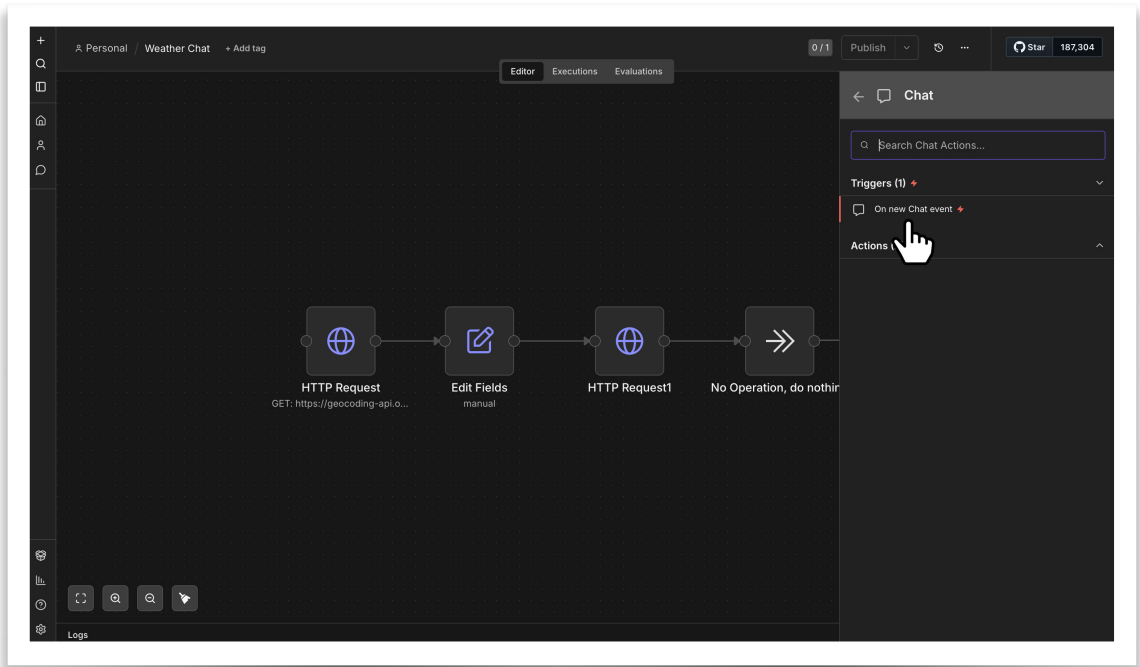 Personal / Weather Chat + Add tag
0 / 1 Publish
Star 187,304
Editor Executions Evaluations
Chat
Search Chat Actions...
Triggers (1)
On new Chat event
Actions
HTTP Request
GET: https://geocoding-api.o...
Edit Fields
manual
HTTP Request1
No Operation, do nothin
Logs